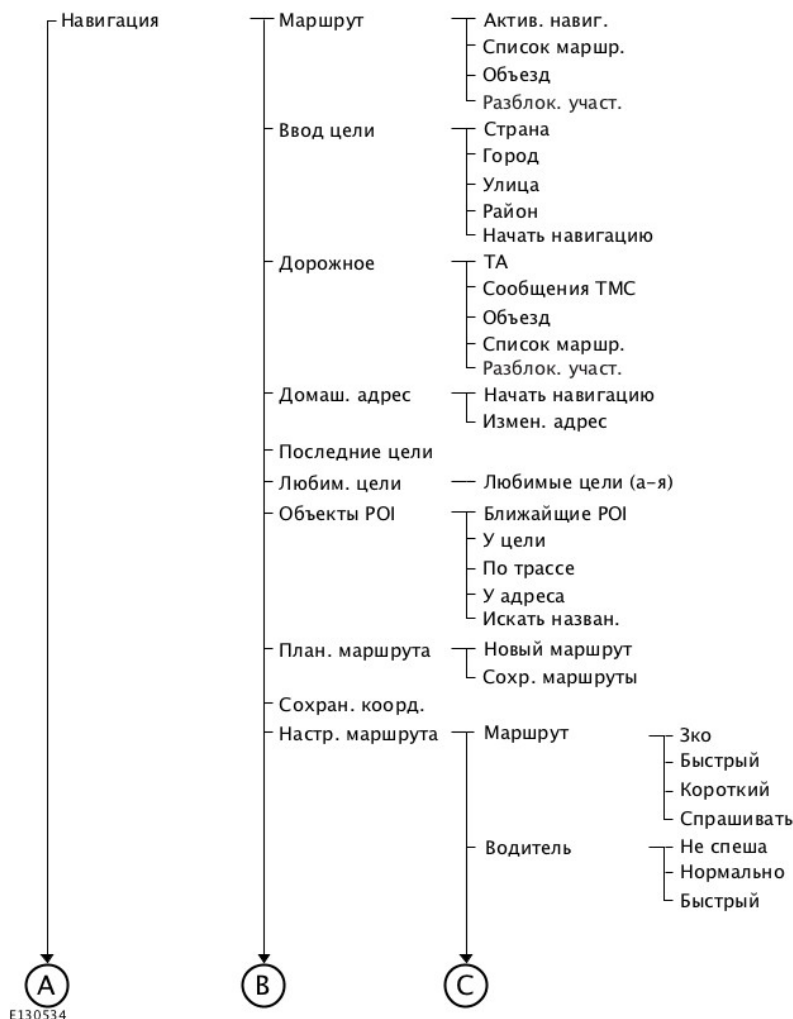 Навигация Маршрут Актив. навиг.
Список маршр.
Объезд
Разблок. участ.
Ввод цели Страна
Город
Улица
Район
Начать навигацию
Дорожное ТА
Сообщения ТМС
Объезд
Список маршр.
Разблок. участ.
Домаш. адрес Начать навигацию
Измен. адрес
Последние цели
Любим. цели Любимые цели (а-я)
Объекты POI Ближайщие POI
У цели
По трассе
У адреса
Искать назван.
План. маршрута Новый маршрут
Сохр. маршруты
Сохран. коорд.
Настр. маршрута Маршрут Зко
Быстрый
Короткий
Спрашивать
Водитель Не спеша
Нормально
Быстрый
A B C
E130534